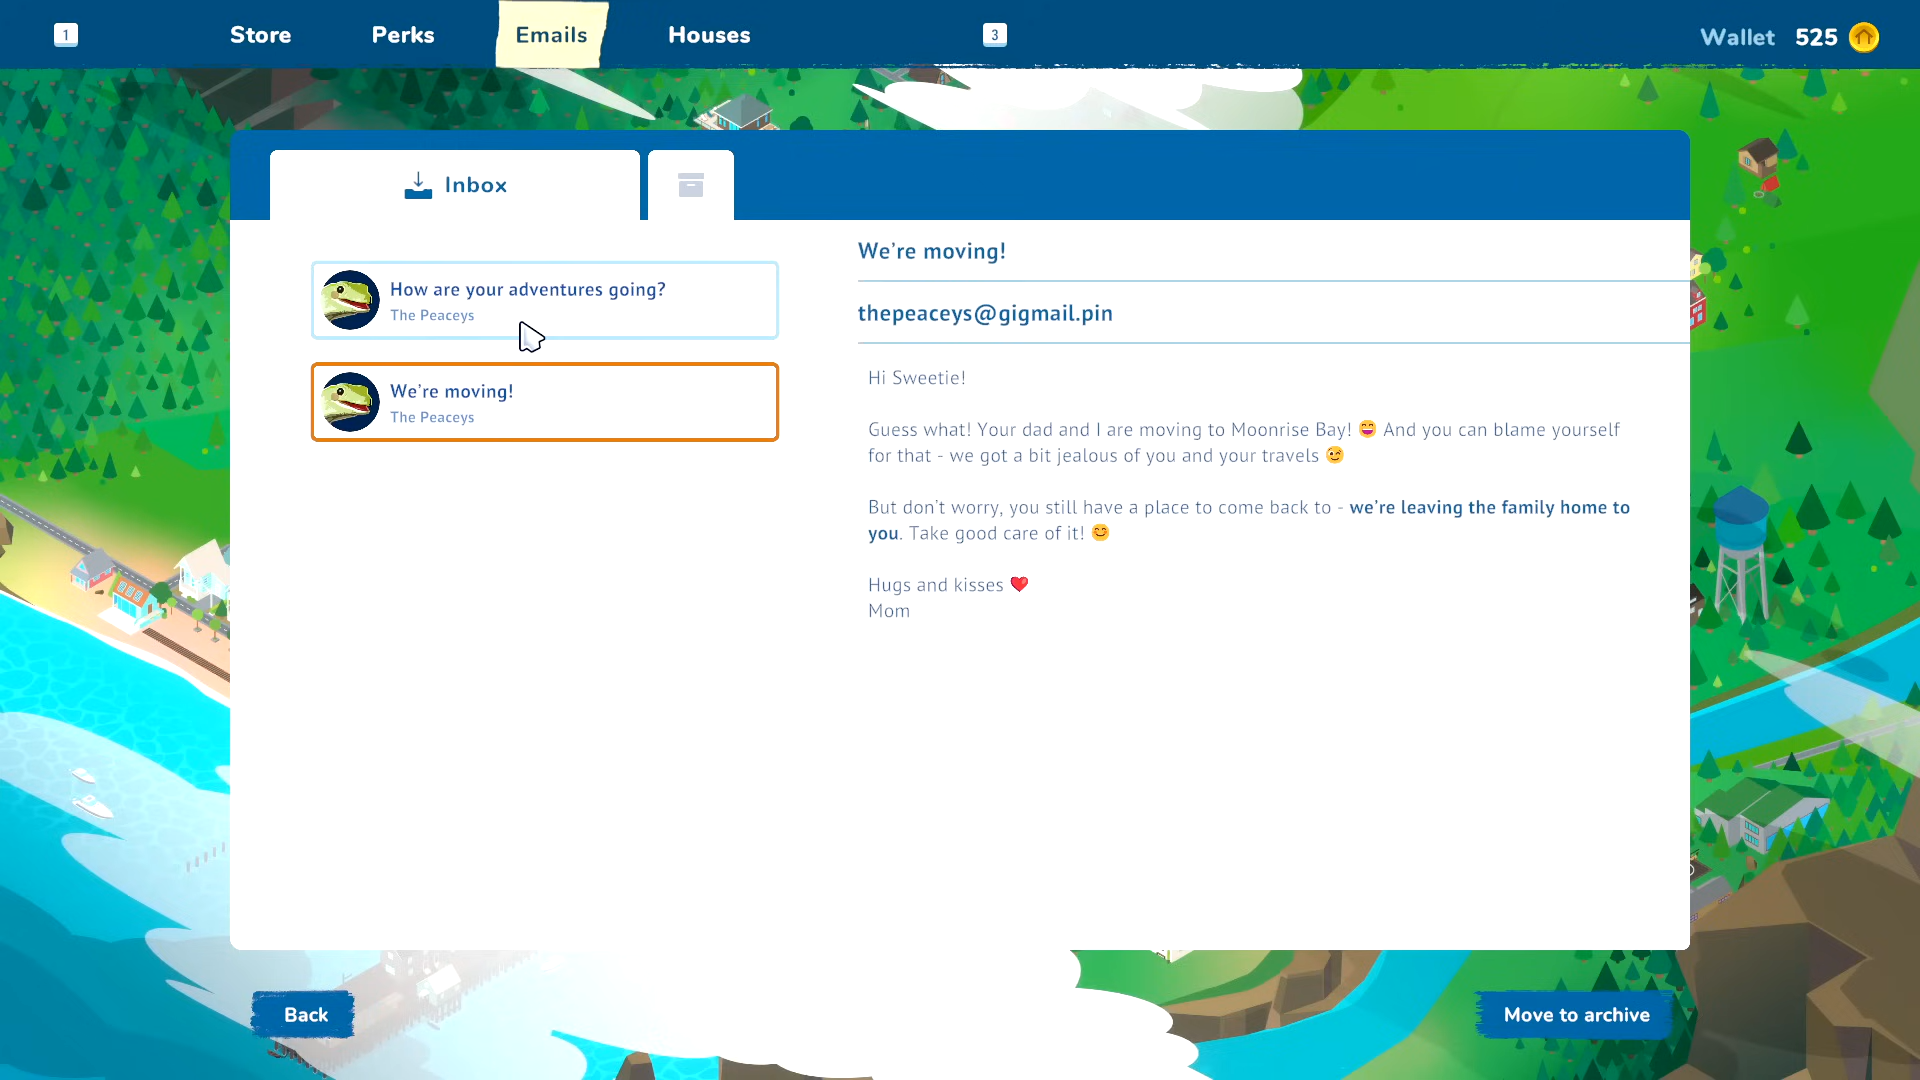 1
Store
Perks
Emails
Houses
3
Wallet 525
Inbox
How are your adventures going?
The Peaceys
We're moving!
The Peaceys
We're moving!
thepeaceys@gigmail.pin
Hi Sweetie!
Guess what! Your dad and I are moving to Moonrise Bay! 😄 And you can blame yourself
for that - we got a bit jealous of you and your travels 😉
But don't worry, you still have a place to come back to - we're leaving the family home to
you. Take good care of it! 😊
Hugs and kisses ❤️
Mom
Back
Move to archive